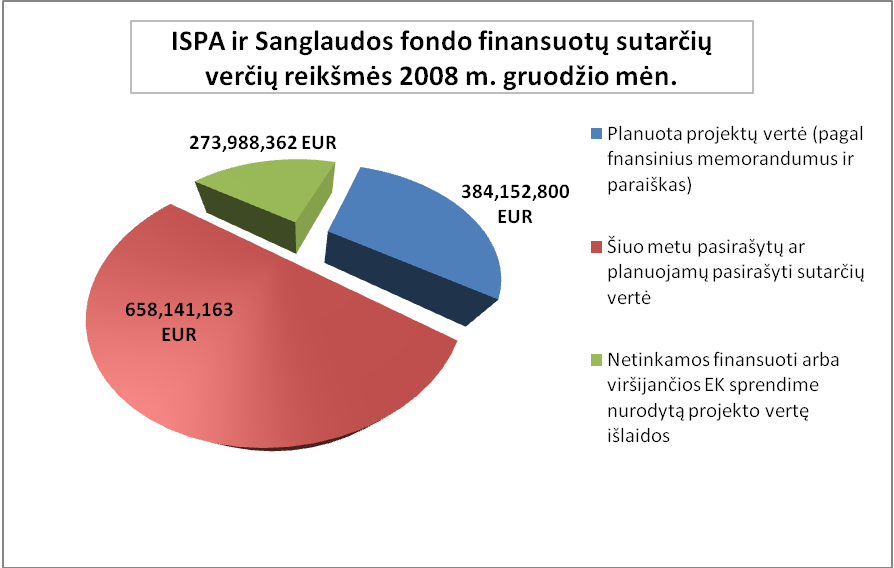 ISPA ir Sanglaudos fondo finansuotų sutarčių
verčių reikšmės 2008 m. gruodžio mėn.
273,988,362 EUR
384,152,800
EUR
658,141,163
EUR
Planuota projektų vertė (pagal
fnansinius memorandumus ir
paraiškas)
Šiuo metu pasirašytų ar
planuojamų pasirašyti sutarčių
vertė
Netinkamos finansuoti arba
viršijančios EK sprendime
nurodytą projekto vertę
išlaidos